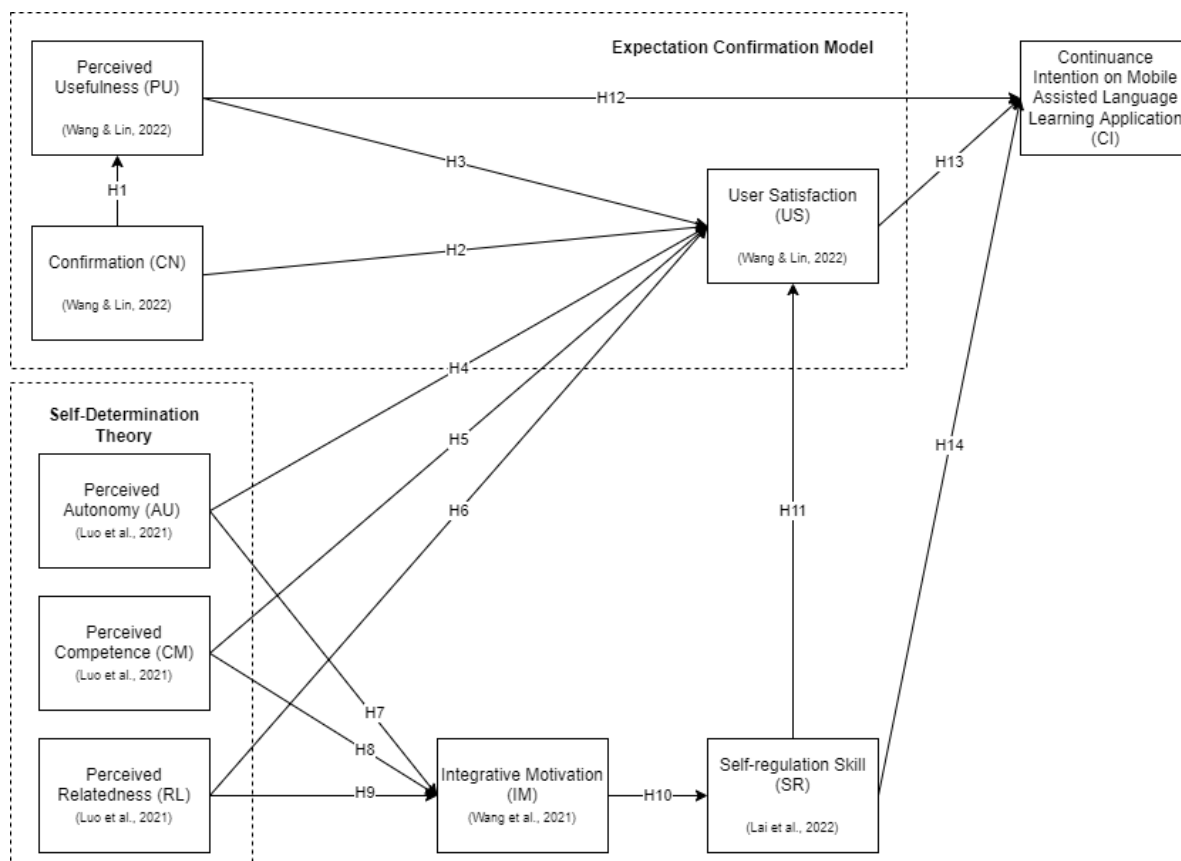 Expectation Confirmation Model
Perceived
Usefulness (PU)
(Wang & Lin, 2022)
Continuance
Intention on Mobile
Assisted Language
Learning Application
(CI)
H12
H3
H13
H1
User Satisfaction
(US)
(Wang & Lin, 2022)
Confirmation (CN)
(Wang & Lin, 2022)
H2
H4
Self-Determination
Theory
H5
H14
Perceived
Autonomy (AU)
(Luo et al., 2021)
H6
H11
Perceived
Competence (CM)
(Luo et al., 2021)
H7
H8
Perceived
Relatedness (RL)
(Luo et al., 2021)
H9
Integrative Motivation
(IM)
(Wang et al., 2021)
H10
Self-regulation Skill
(SR)
(Lai et al., 2022)